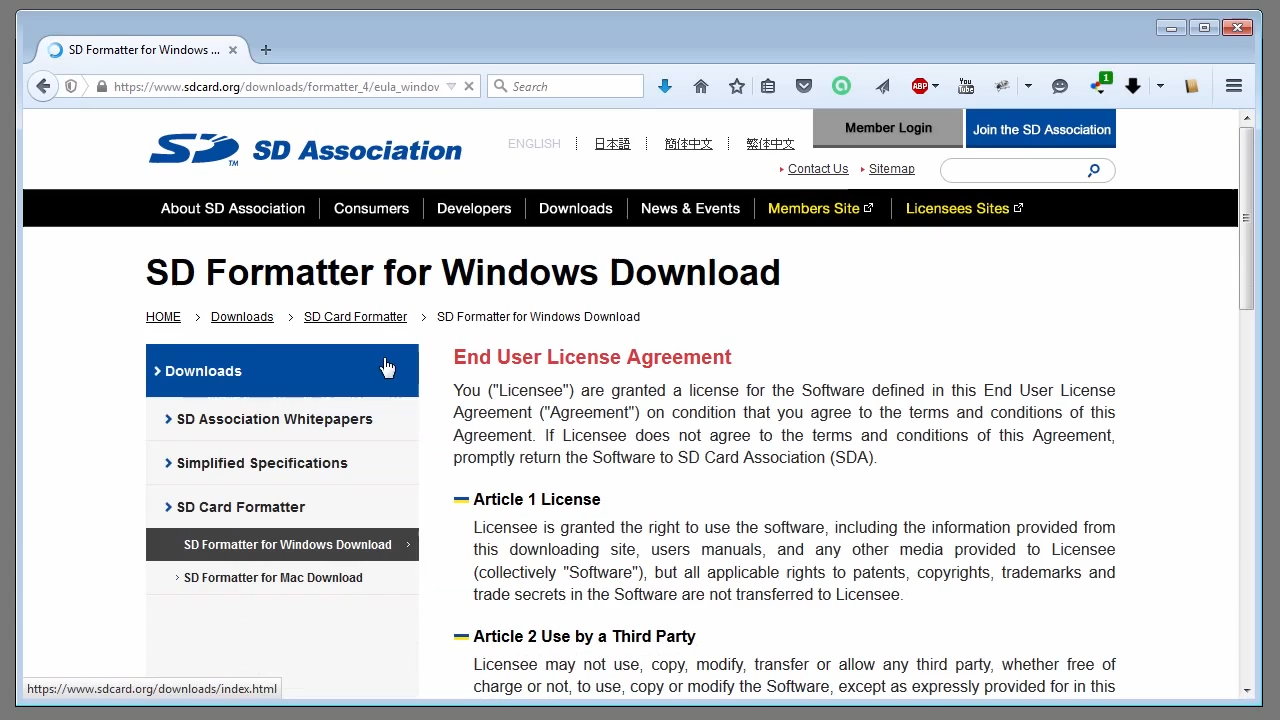 SD Formatter for Windows ...
https://www.sdcard.org/downloads/formatter_4/eula_window
Search
ABP
You
Tube
1
SD Association
TM
ENGLISH
日本語
簡体中文
繁体中文
Member Login
Join the SD Association
Contact Us
Sitemap
About SD Association
Consumers
Developers
Downloads
News & Events
Members Site
Licensees Sites
SD Formatter for Windows Download
HOME > Downloads > SD Card Formatter > SD Formatter for Windows Download
Downloads
SD Association Whitepapers
Simplified Specifications
SD Card Formatter
SD Formatter for Windows Download
SD Formatter for Mac Download
End User License Agreement
You ("Licensee") are granted a license for the Software defined in this End User License
Agreement ("Agreement") on condition that you agree to the terms and conditions of this
Agreement. If Licensee does not agree to the terms and conditions of this Agreement,
promptly return the Software to SD Card Association (SDA).
Article 1 License
Licensee is granted the right to use the software, including the information provided from
this downloading site, users manuals, and any other media provided to Licensee
(collectively "Software"), but all applicable rights to patents, copyrights, trademarks and
trade secrets in the Software are not transferred to Licensee.
Article 2 Use by a Third Party
Licensee may not use, copy, modify, transfer or allow any third party, whether free of
charge or not, to use, copy or modify the Software, except as expressly provided for in this
https://www.sdcard.org/downloads/index.html